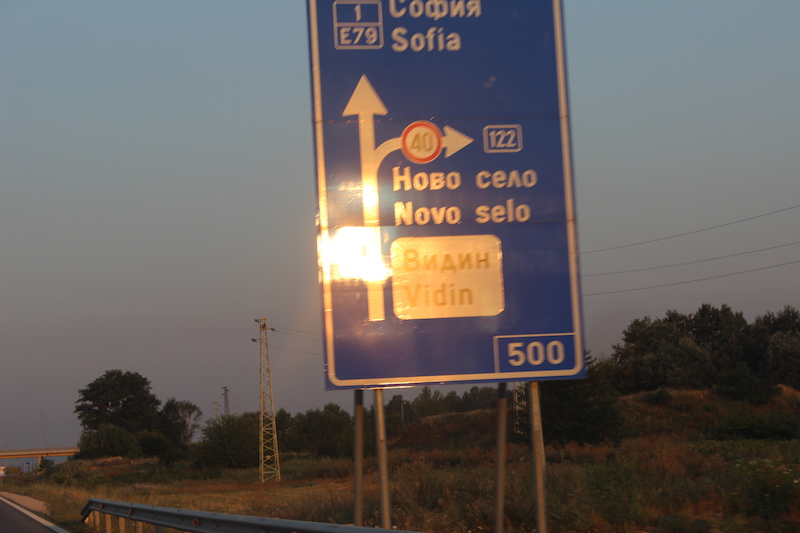 1
E79
София
Sofia
40
122
Ново село
Novo selo
Видин
Vidin
500